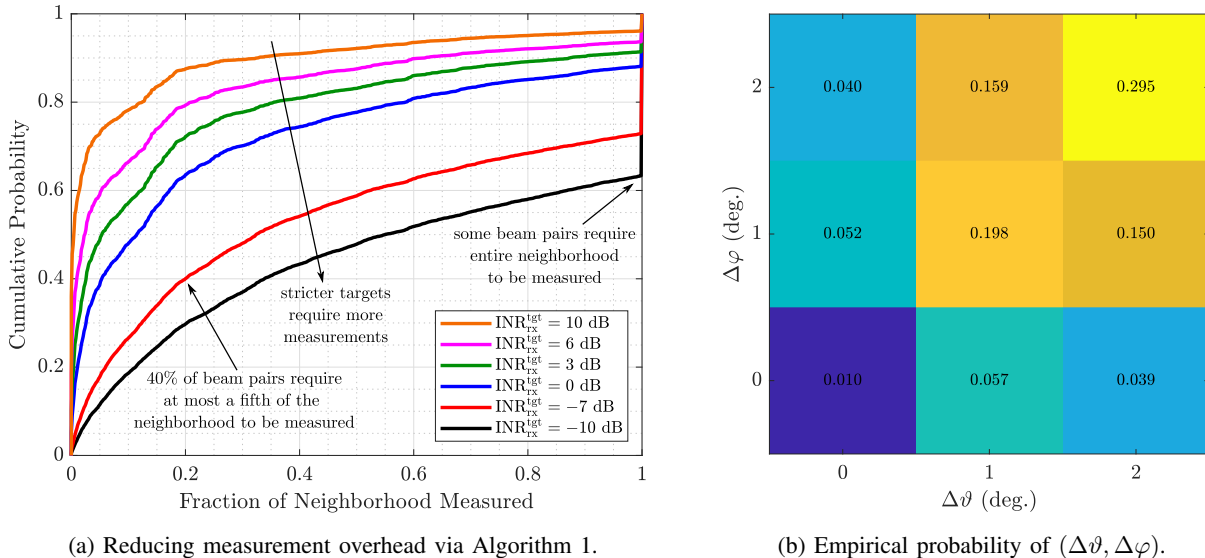 1
0.8
0.6
0.4
0.2
0
Cumulative Probability
0
0.2
0.4
0.6
0.8
1
Fraction of Neighborhood Measured
some beam pairs require
entire neighborhood
to be measured
stricter targets
require more
measurements
40% of beam pairs require
at most a fifth of the
neighborhood to be measured
INR_rx^tgt = 10 dB
INR_rx^tgt = 6 dB
INR_rx^tgt = 3 dB
INR_rx^tgt = 0 dB
INR_rx^tgt = −7 dB
INR_rx^tgt = −10 dB
(a) Reducing measurement overhead via Algorithm 1.
2
1
0
Δφ (deg.)
0.040 0.159 0.295
0.052 0.198 0.150
0.010 0.057 0.039
0
1
2
Δϑ (deg.)
(b) Empirical probability of (Δϑ, Δφ).